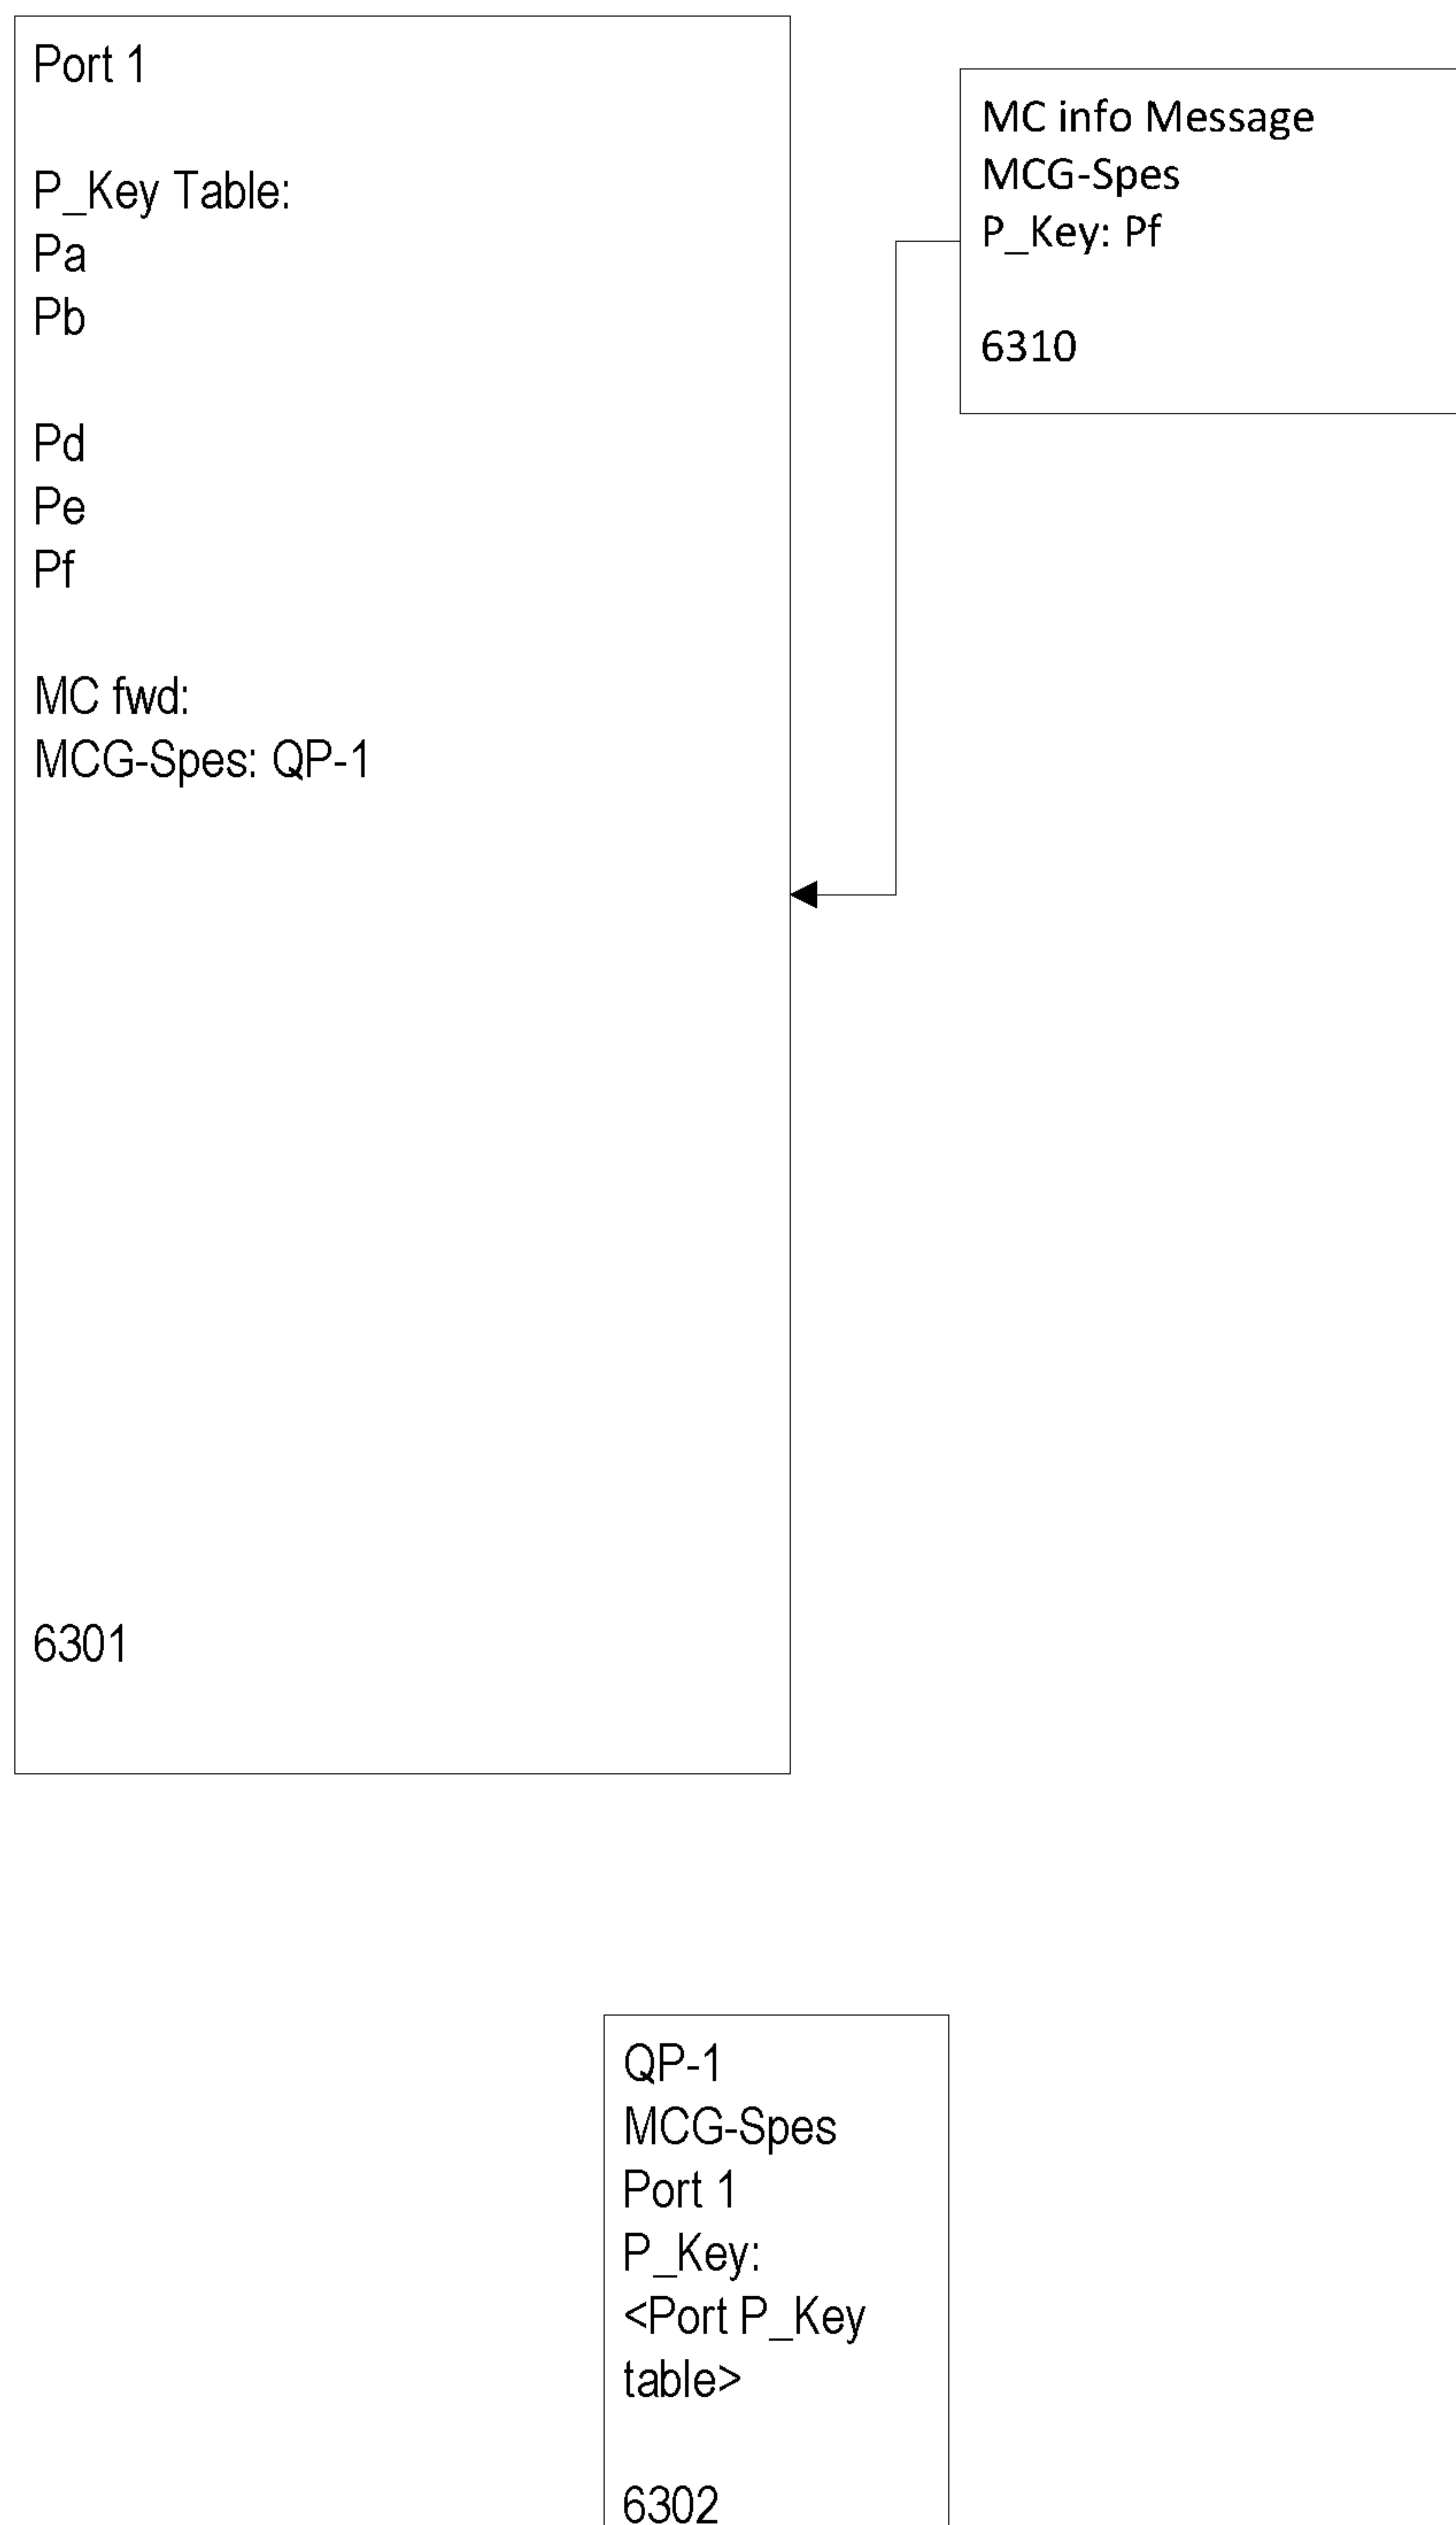 Port 1
P_Key Table:
Pa
Pb
Pd
Pe
Pf
MC fwd:
MCG-Spes: QP-1
6301
MC info Message
MCG-Spes
P_Key: Pf
6310
QP-1
MCG-Spes
Port 1
P_Key:
<Port P_Key
table>
6302